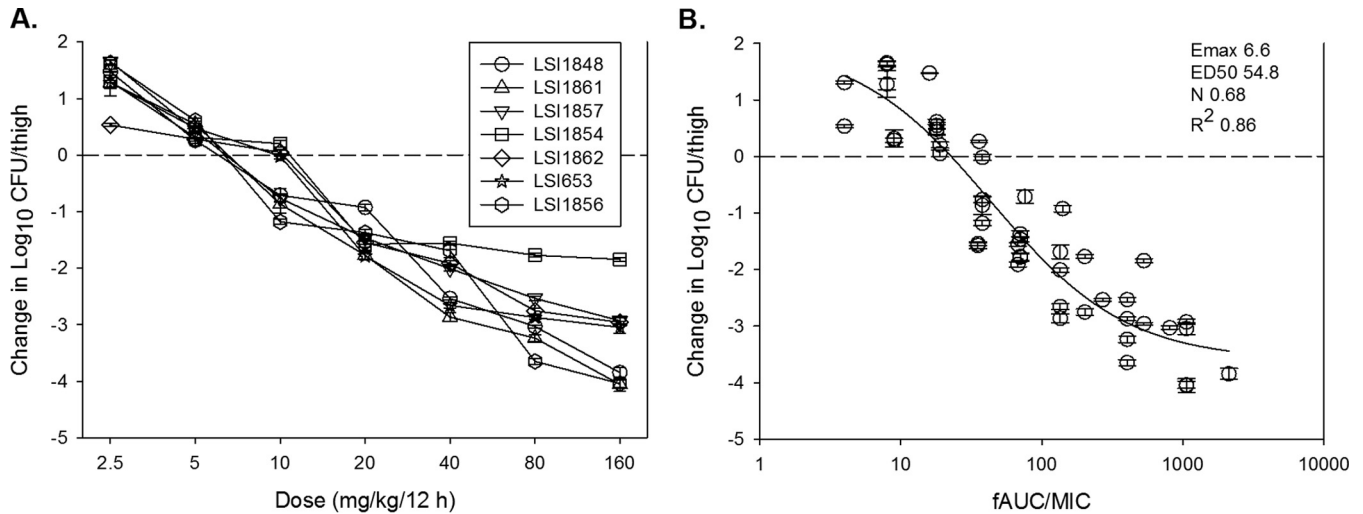 A.
Change in Log10 CFU/thigh
2
1
0
-1
-2
-3
-4
-5
2.5 5 10 20 40 80 160
Dose (mg/kg/12 h)
LSI1848
LSI1861
LSI1857
LSI1854
LSI1862
LSI653
LSI1856
B.
Change in Log10 CFU/thigh
2
1
0
-1
-2
-3
-4
-5
1 10 100 1000 10000
fAUC/MIC
Emax 6.6
ED50 54.8
N 0.68
R2 0.86